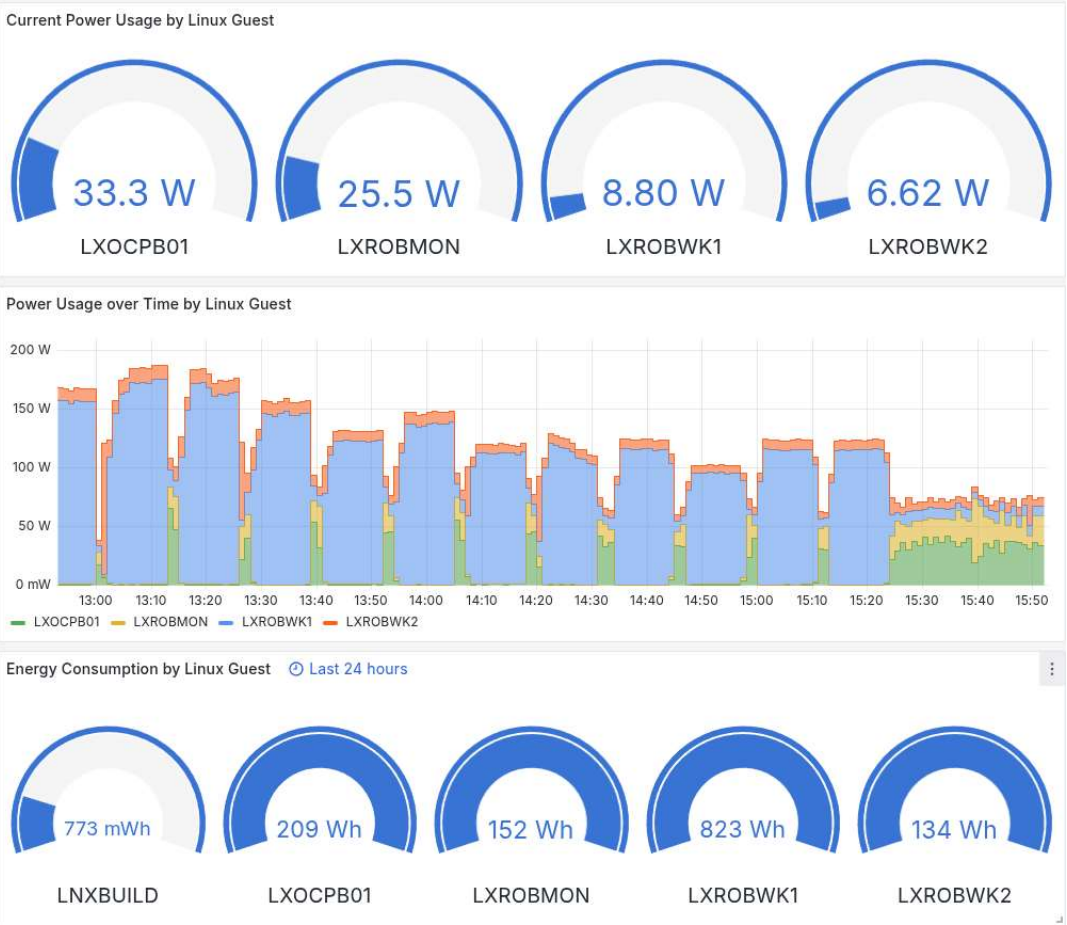 Current Power Usage by Linux Guest
33.3 W 25.5 W 8.80 W 6.62 W
LXOCPB01 LXROBMON LXROBWK1 LXROBWK2
Power Usage over Time by Linux Guest
200 W
150 W
100 W
50 W
0 mW
13:00 13:10 13:20 13:30 13:40 13:50 14:00 14:10 14:20 14:30 14:40 14:50 15:00 15:10 15:20 15:30 15:40 15:50
LXOCPB01 LXROBMON LXROBWK1 LXROBWK2
Energy Consumption by Linux Guest Last 24 hours
773 mWh 209 Wh 152 Wh 823 Wh 134 Wh
LNXBUILD LXOCPB01 LXROBMON LXROBWK1 LXROBWK2